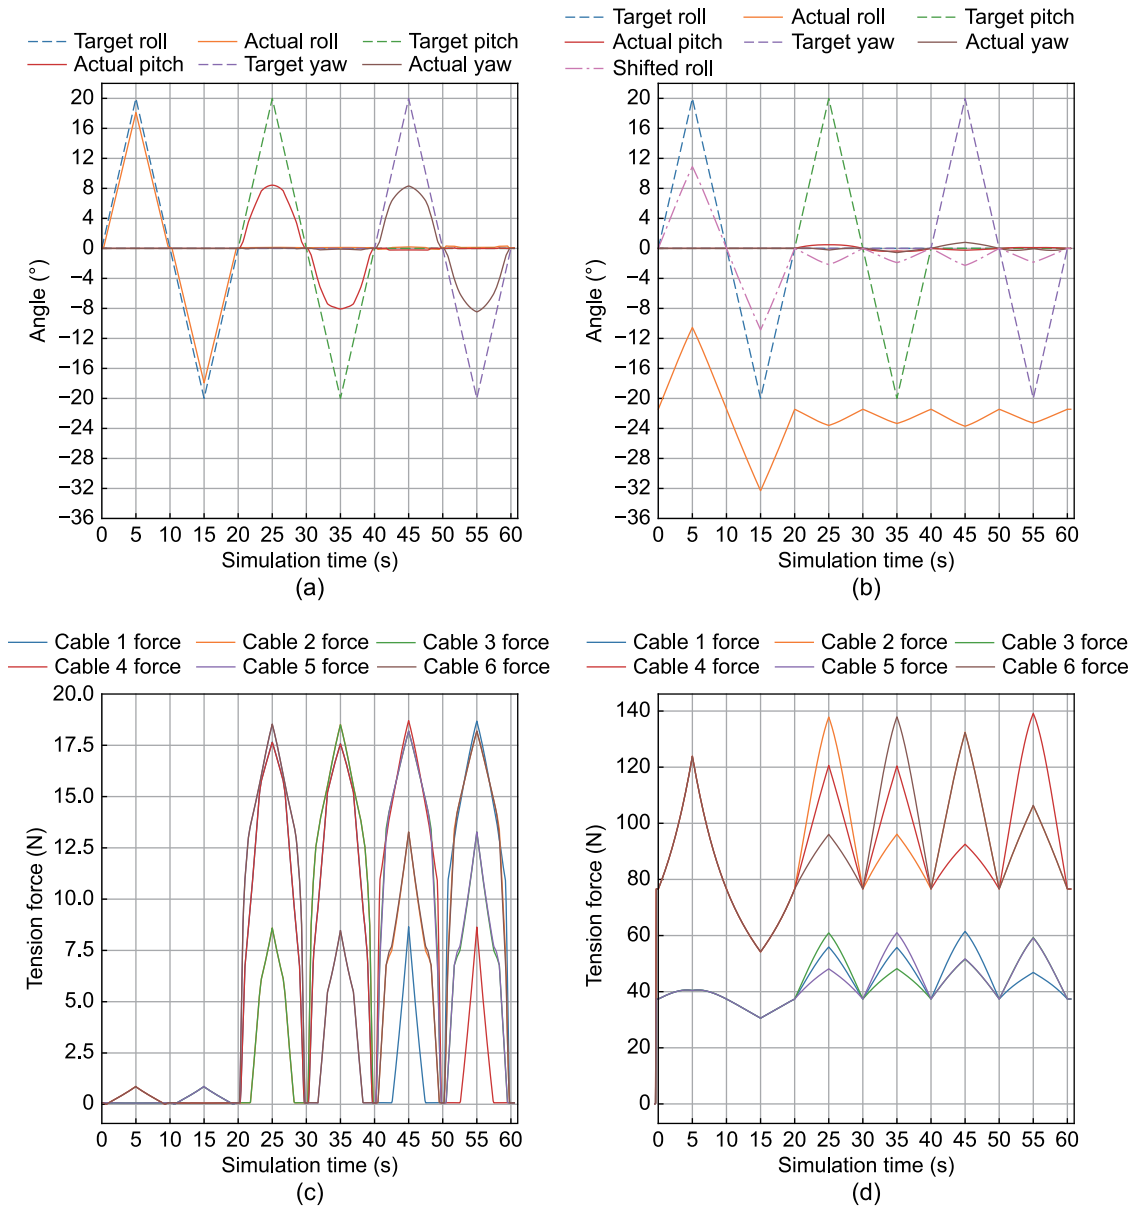 Target roll Actual roll Target pitch
Actual pitch Target yaw Actual yaw
20
16
12
8
4
0
−4
−8
−12
−16
−20
−24
−28
−32
−36
Angle (°)
0 5 10 15 20 25 30 35 40 45 50 55 60
Simulation time (s)
(a)
Target roll Actual roll Target pitch
Actual pitch Target yaw Actual yaw
Shifted roll
20
16
12
8
4
0
−4
−8
−12
−16
−20
−24
−28
−32
−36
Angle (°)
0 5 10 15 20 25 30 35 40 45 50 55 60
Simulation time (s)
(b)
Cable 1 force Cable 2 force Cable 3 force
Cable 4 force Cable 5 force Cable 6 force
20.0
17.5
15.0
12.5
10.0
7.5
5.0
2.5
0
Tension force (N)
0 5 10 15 20 25 30 35 40 45 50 55 60
Simulation time (s)
(c)
Cable 1 force Cable 2 force Cable 3 force
Cable 4 force Cable 5 force Cable 6 force
140
120
100
80
60
40
20
0
Tension force (N)
0 5 10 15 20 25 30 35 40 45 50 55 60
Simulation time (s)
(d)